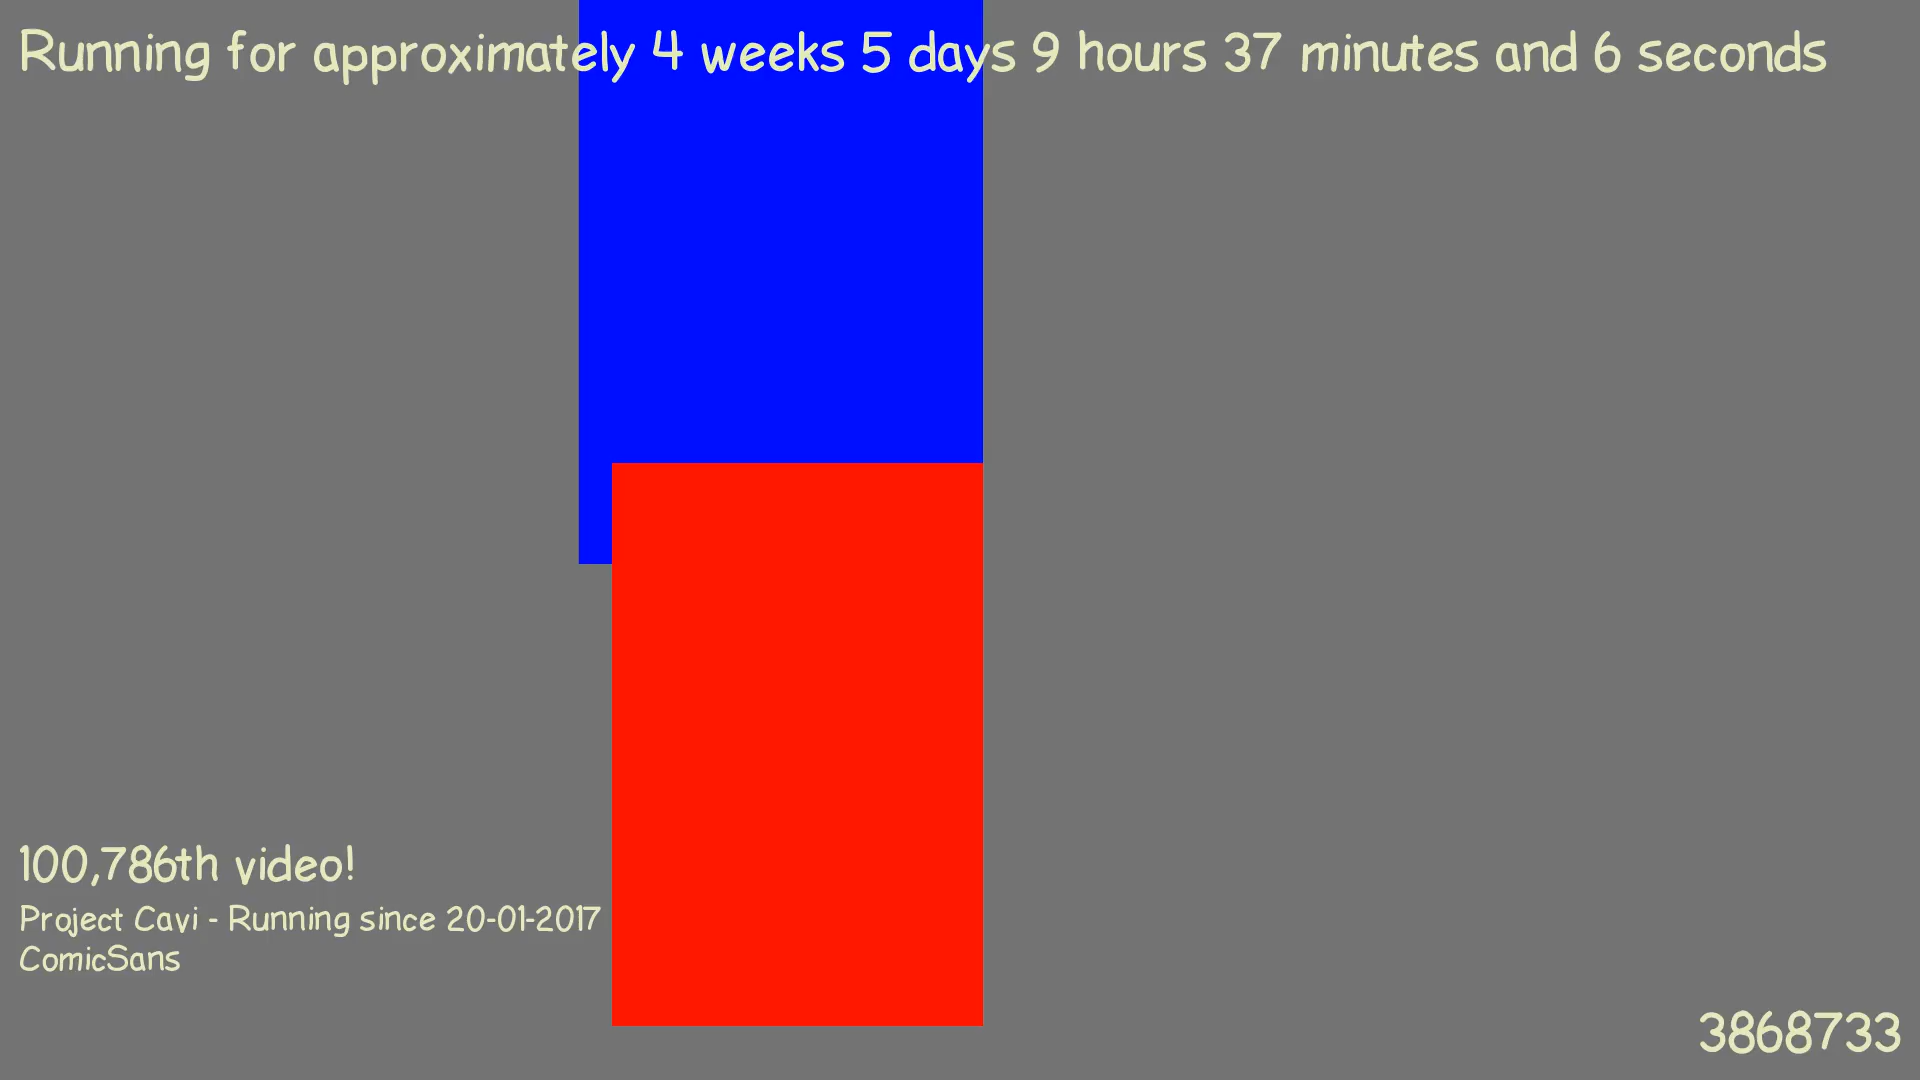 Running for approximately 4 weeks 5 days 9 hours 37 minutes and 6 seconds
100,786th video!
Project Cavi - Running since 20-01-2017
ComicSans
3868733